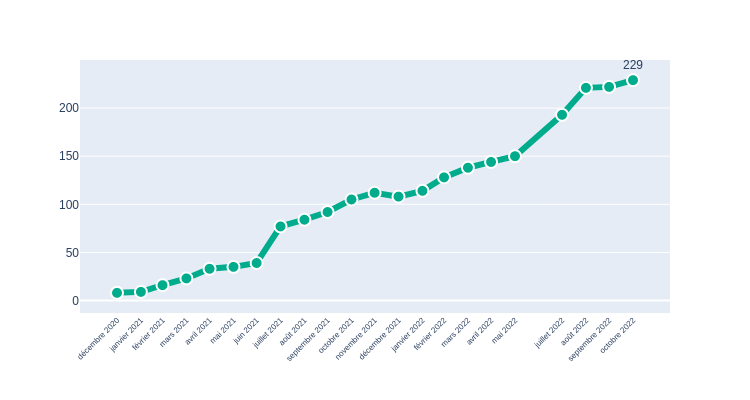 229
200
150
100
50
0
décembre 2020
janvier 2021
février 2021
mars 2021
avril 2021
mai 2021
juin 2021
juillet 2021
août 2021
septembre 2021
octobre 2021
novembre 2021
décembre 2021
janvier 2022
février 2022
mars 2022
avril 2022
mai 2022
juillet 2022
août 2022
septembre 2022
octobre 2022